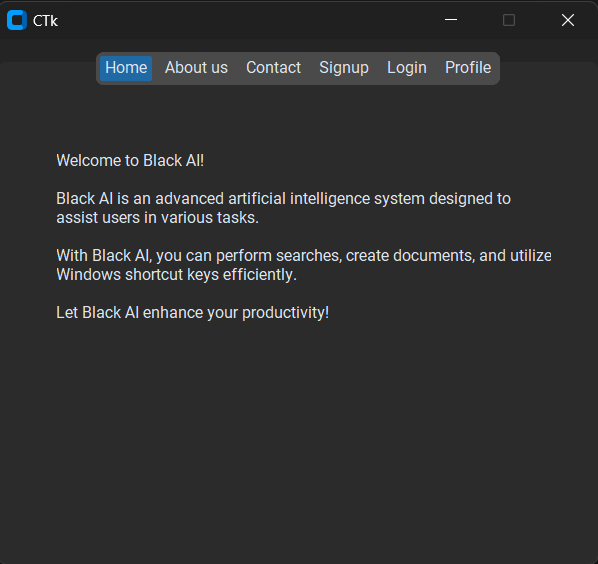 CTk
Home About us Contact Signup Login Profile
Welcome to Black AI!
Black AI is an advanced artificial intelligence system designed to
assist users in various tasks.
With Black AI, you can perform searches, create documents, and utilize
Windows shortcut keys efficiently.
Let Black AI enhance your productivity!